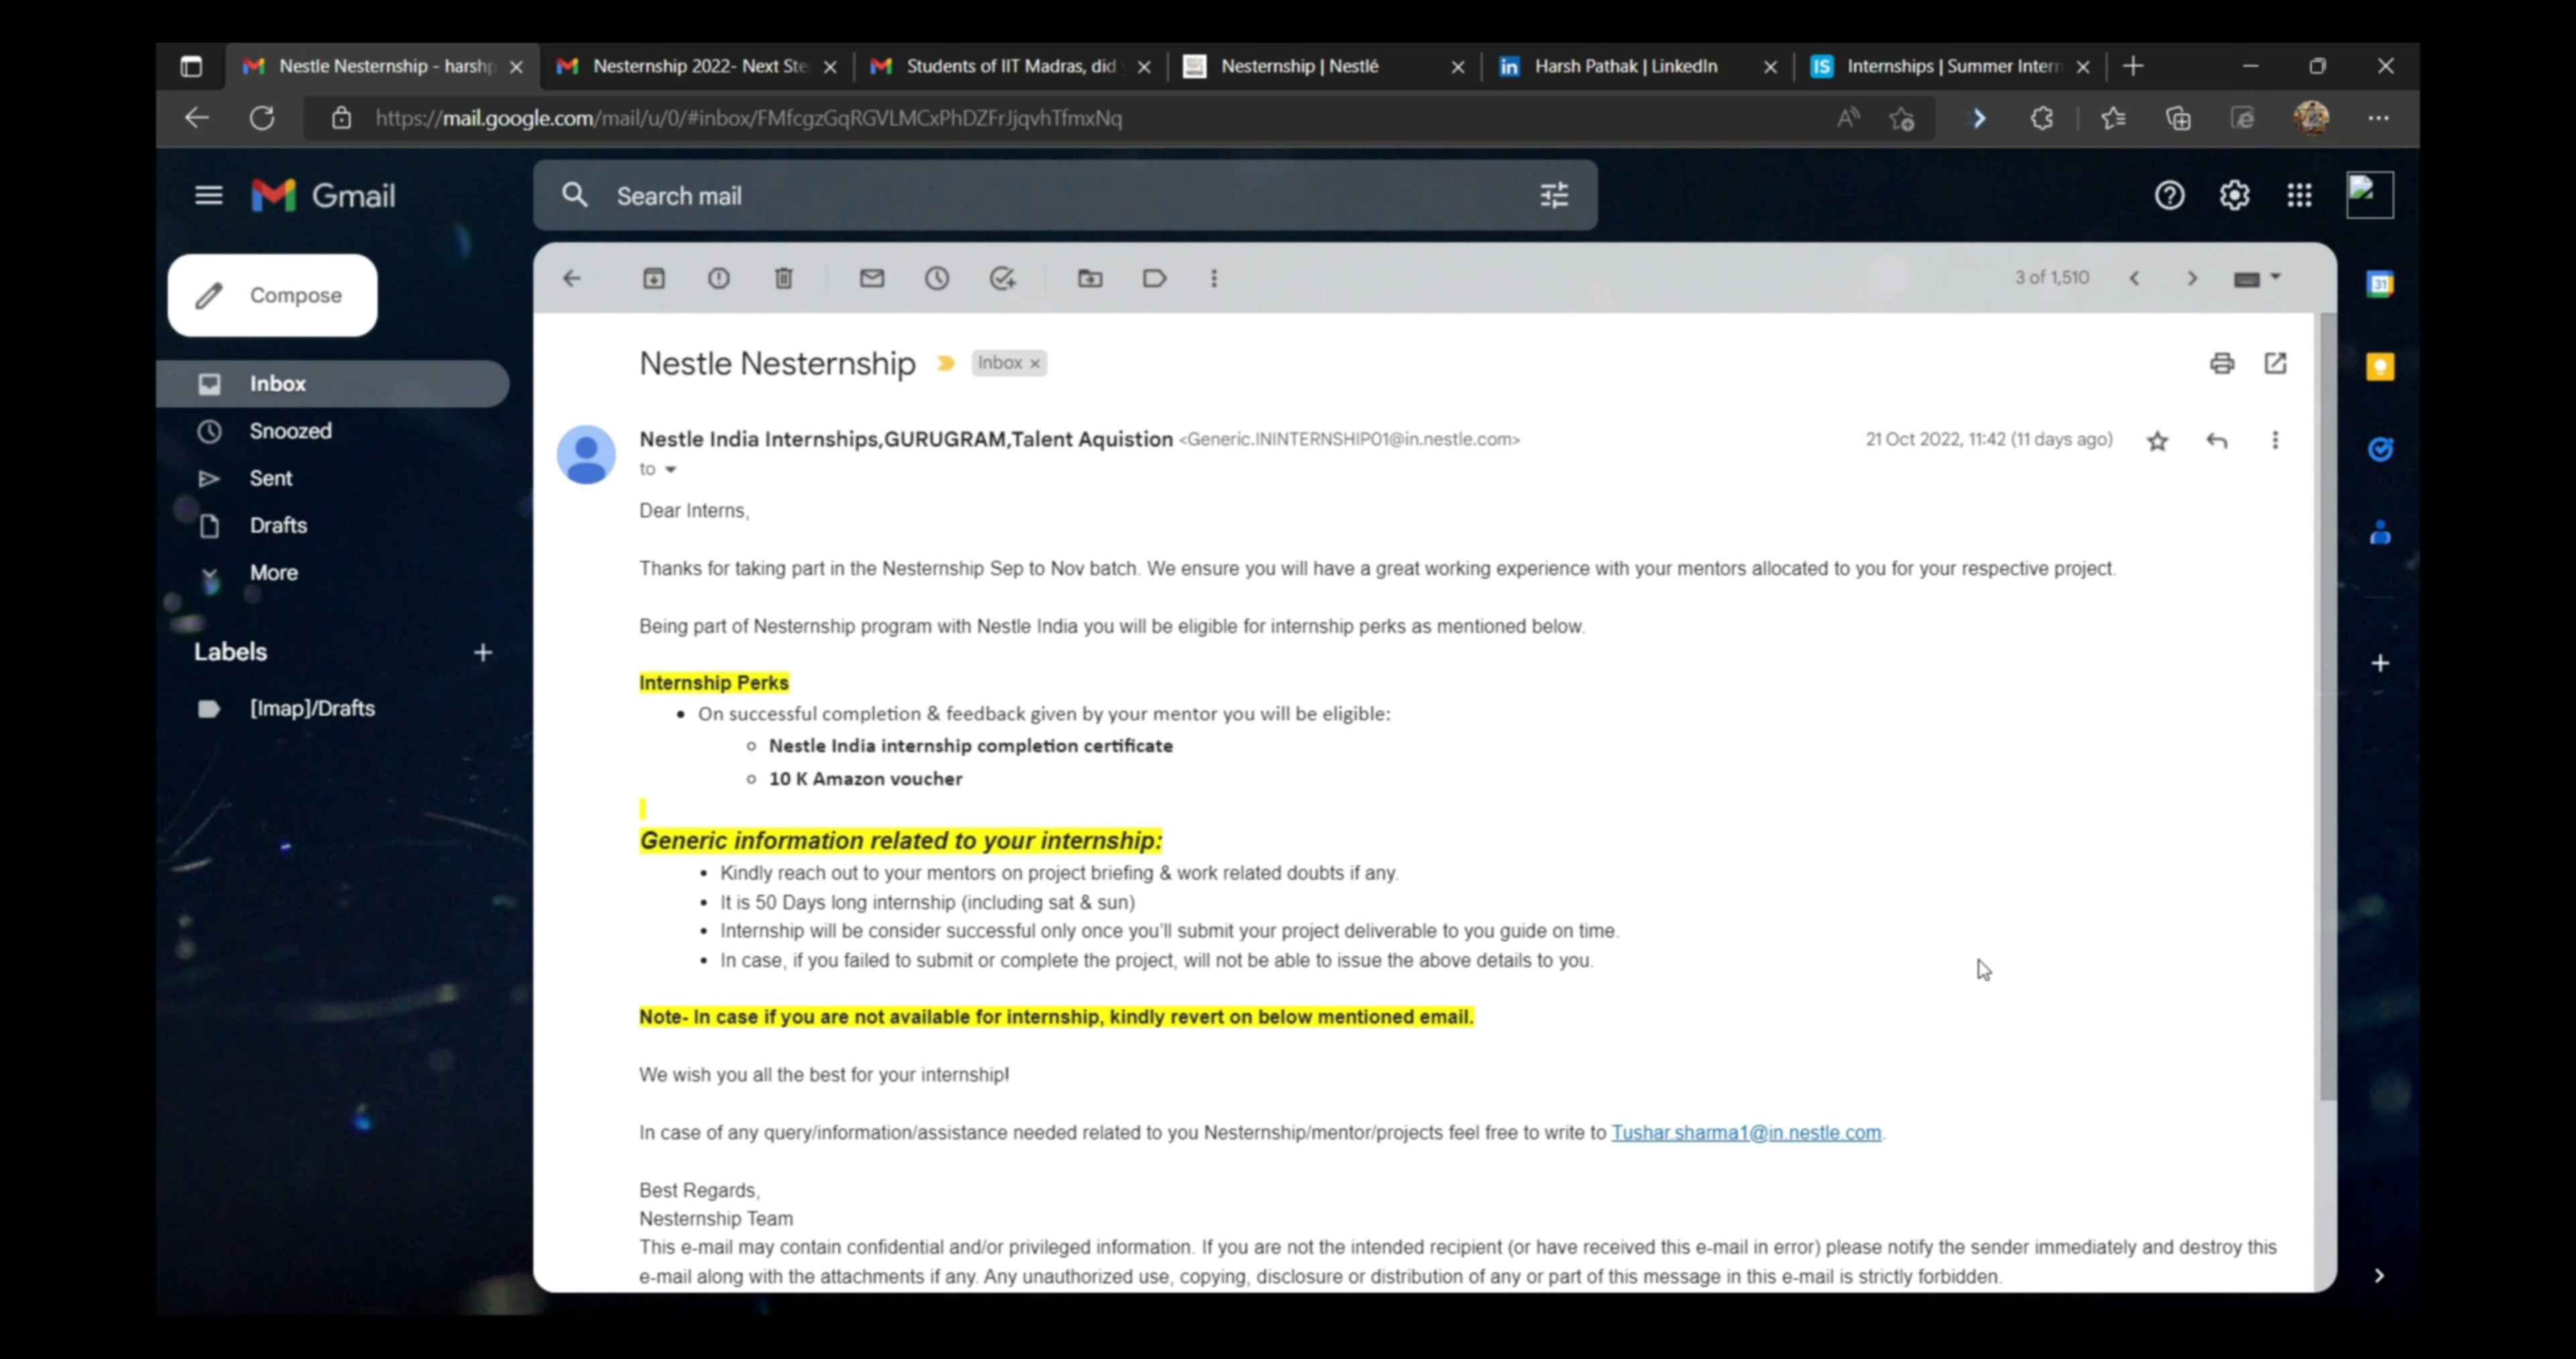 Nestle Nesternship - harshp
Nesternship 2022- Next Ste
Students of IIT Madras, did
Nesternship | Nestlé
in Harsh Pathak | LinkedIn
IS Internships | Summer Intern
https://mail.google.com/mail/u/0/#inbox/FMfcgzGqRGVLMCxPhDZFrJjqvhTfmxNq
Gmail
Search mail
Compose
3 of 1,510
31
Nestle Nesternship Inbox ×
Inbox
Snoozed
Sent
Drafts
More
Labels
[Imap]/Drafts
Nestle India Internships,GURUGRAM,Talent Aquistion <Generic.ININTERNSHIP01@in.nestle.com>
21 Oct 2022, 11:42 (11 days ago)
to
Dear Interns,
Thanks for taking part in the Nesternship Sep to Nov batch. We ensure you will have a great working experience with your mentors allocated to you for your respective project.
Being part of Nesternship program with Nestle India you will be eligible for internship perks as mentioned below.
Internship Perks
• On successful completion & feedback given by your mentor you will be eligible:
o Nestle India internship completion certificate
o 10 K Amazon voucher
Generic information related to your internship:
• Kindly reach out to your mentors on project briefing & work related doubts if any.
• It is 50 Days long internship (including sat & sun)
• Internship will be consider successful only once you'll submit your project deliverable to you guide on time.
• In case, if you failed to submit or complete the project, will not be able to issue the above details to you.
Note- In case if you are not available for internship, kindly revert on below mentioned email.
We wish you all the best for your internship!
In case of any query/information/assistance needed related to you Nesternship/mentor/projects feel free to write to Tushar.sharma1@in.nestle.com.
Best Regards,
Nesternship Team
This e-mail may contain confidential and/or privileged information. If you are not the intended recipient (or have received this e-mail in error) please notify the sender immediately and destroy this
e-mail along with the attachments if any. Any unauthorized use, copying, disclosure or distribution of any or part of this message in this e-mail is strictly forbidden.